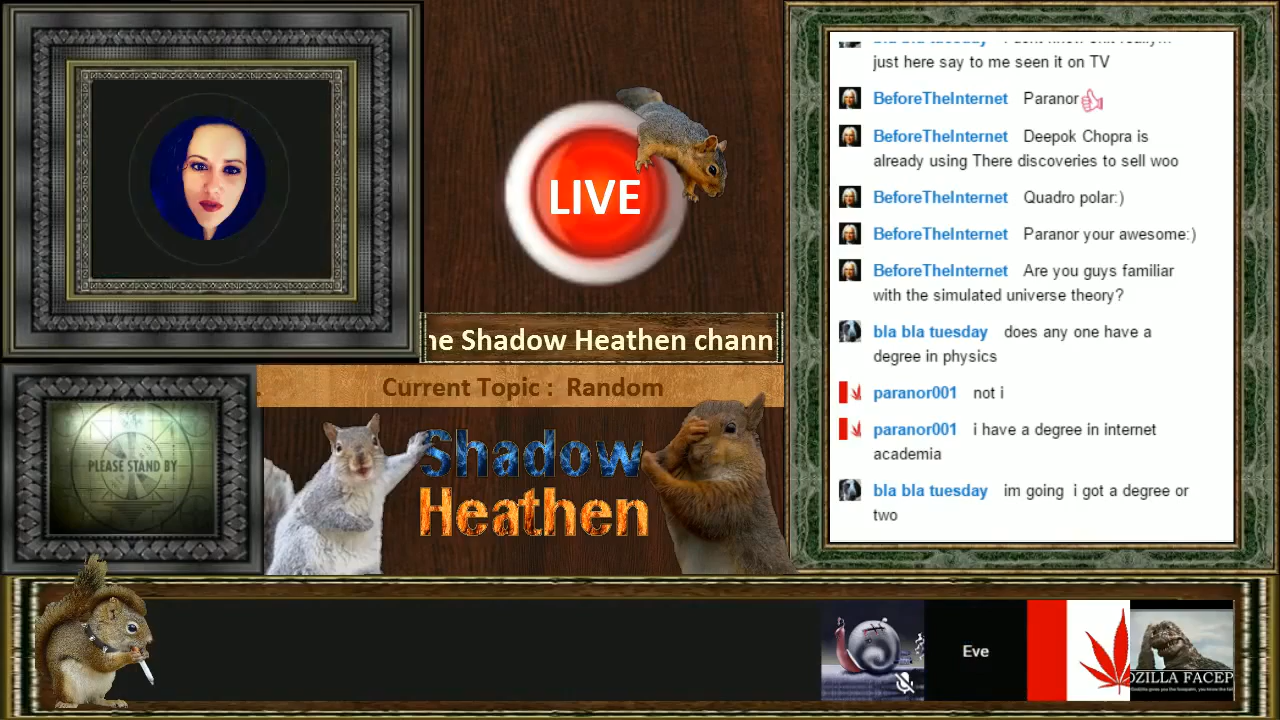 LIVE
ne Shadow Heathen chann
Current Topic : Random
PLEASE STAND BY
Shadow
Heathen
just here say to me seen it on TV
BeforeTheInternet Paranor
BeforeTheInternet Deepok Chopra is
already using There discoveries to sell woo
BeforeTheInternet Quadro polar:)
BeforeTheInternet Paranor your awesome:)
BeforeTheInternet Are you guys familiar
with the simulated universe theory?
bla bla tuesday does any one have a
degree in physics
paranor001 not i
paranor001 i have a degree in internet
academia
bla bla tuesday im going i got a degree or
two
Eve
DZILLA FACEP